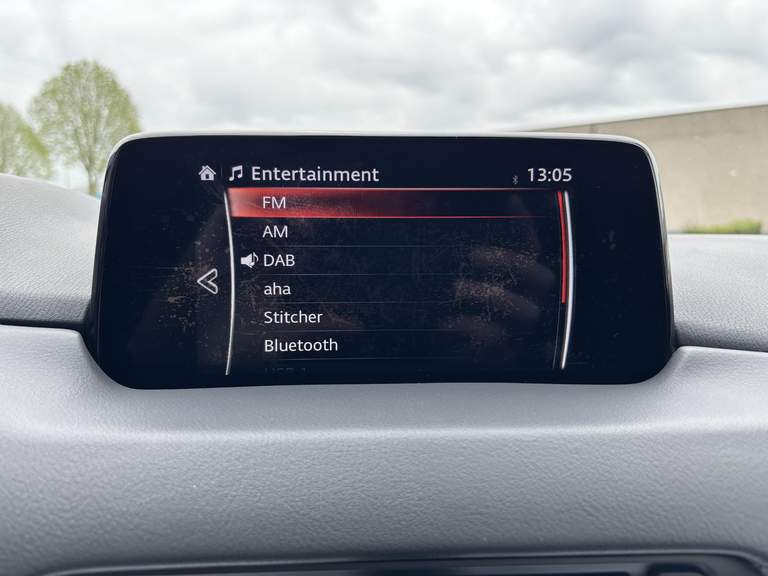 Entertainment 13:05
FM
AM
DAB
aha
Stitcher
Bluetooth